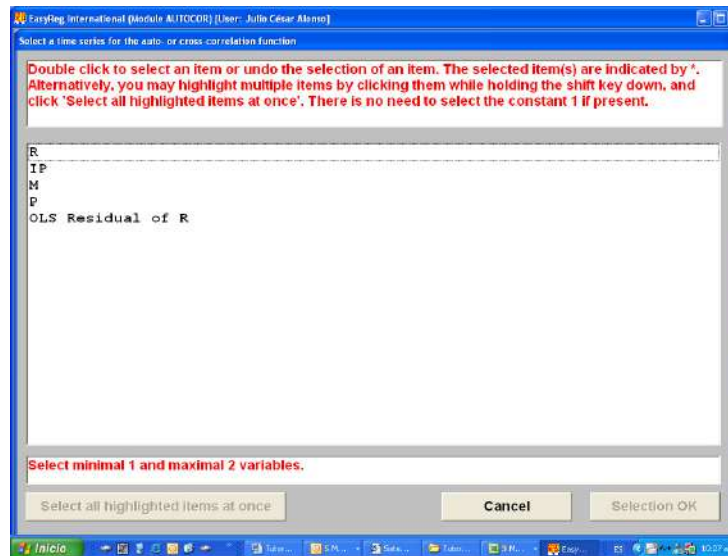 EasyReg International (Module AUTOCOR) [User: Julio César Alonso]
Select a time series for the auto- or cross-correlation function
Double click to select an item or undo the selection of an item. The selected item(s) are indicated by *.
Alternatively, you may highlight multiple items by clicking them while holding the shift key down, and
click 'Select all highlighted items at once'. There is no need to select the constant 1 if present.
R
IP
M
P
OLS Residual of R
Select minimal 1 and maximal 2 variables.
Select all highlighted items at once
Cancel
Selection OK
Inicio
ES